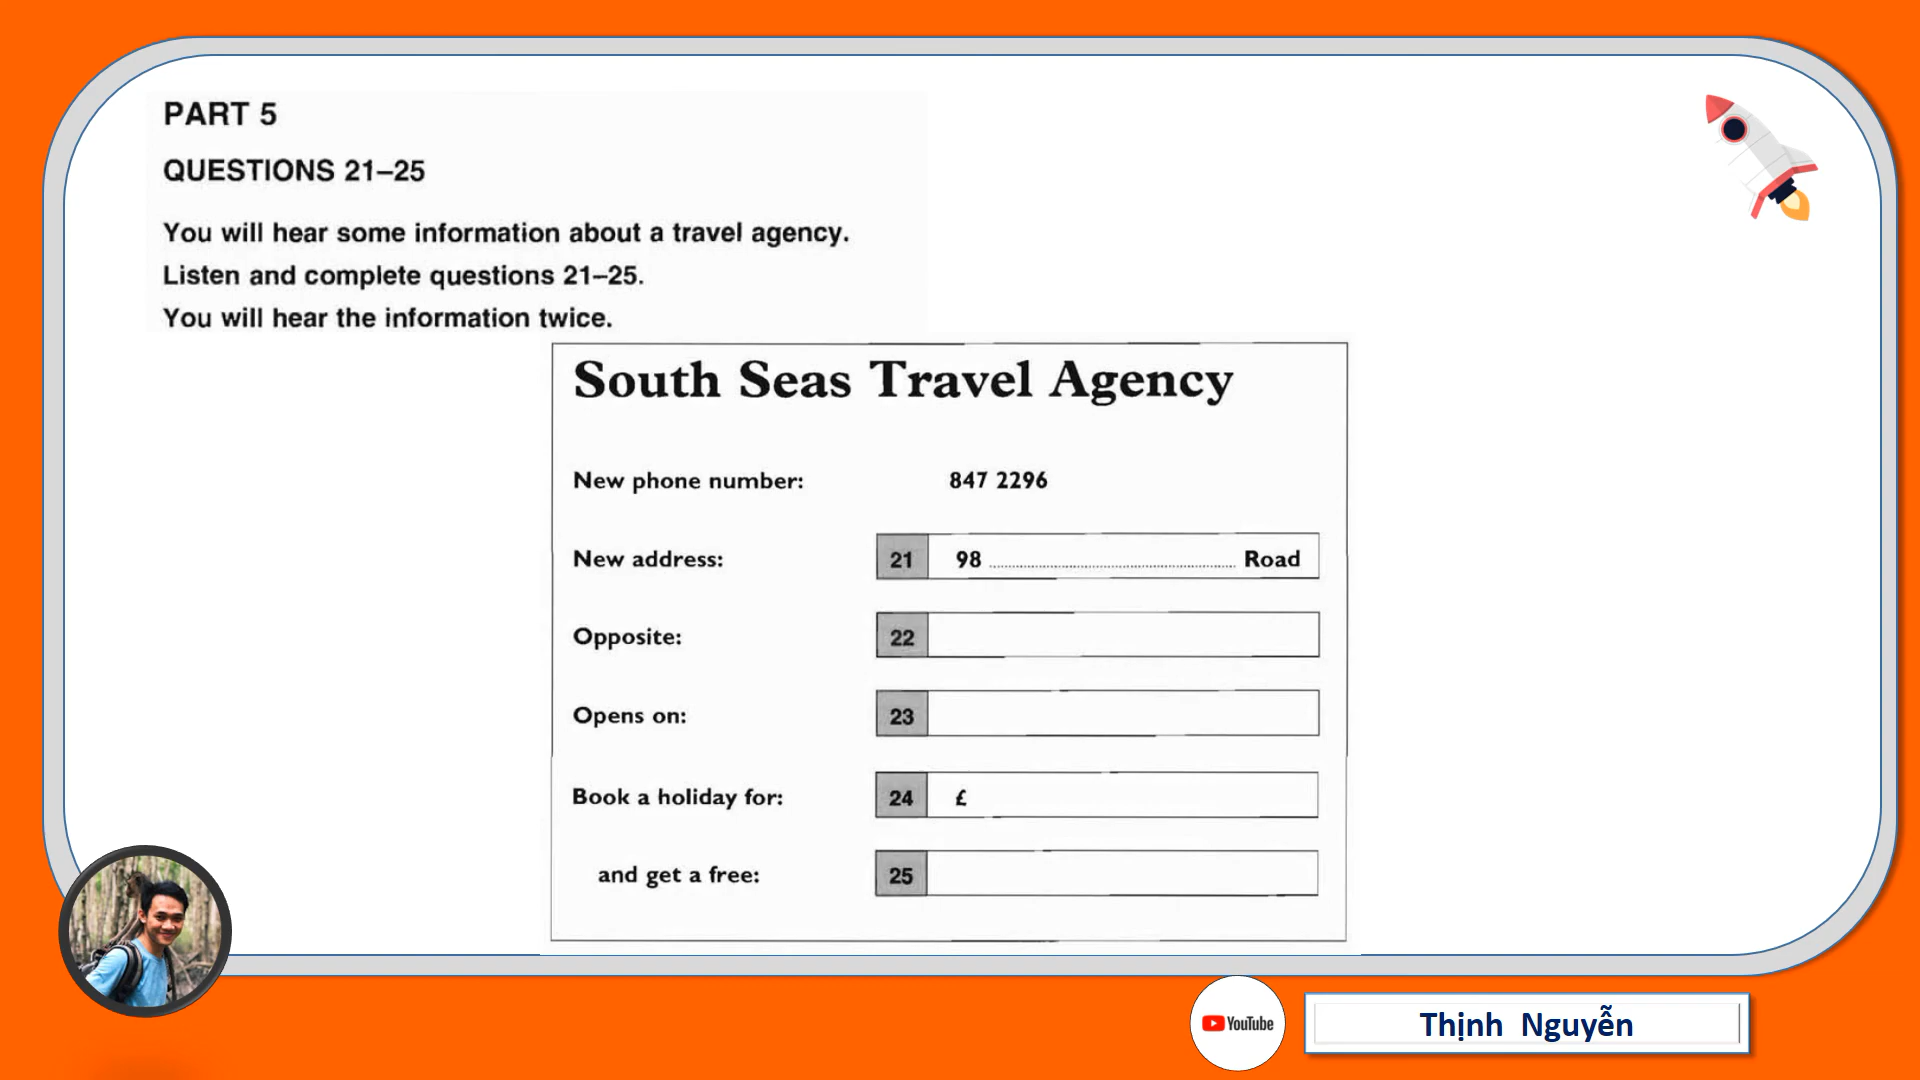 PART 5
QUESTIONS 21–25
You will hear some information about a travel agency.
Listen and complete questions 21–25.
You will hear the information twice.
South Seas Travel Agency
New phone number: 847 2296
New address: 21 98 ........................................ Road
Opposite: 22
Opens on: 23
Book a holiday for: 24 £
and get a free: 25
YouTube
Thịnh Nguyễn